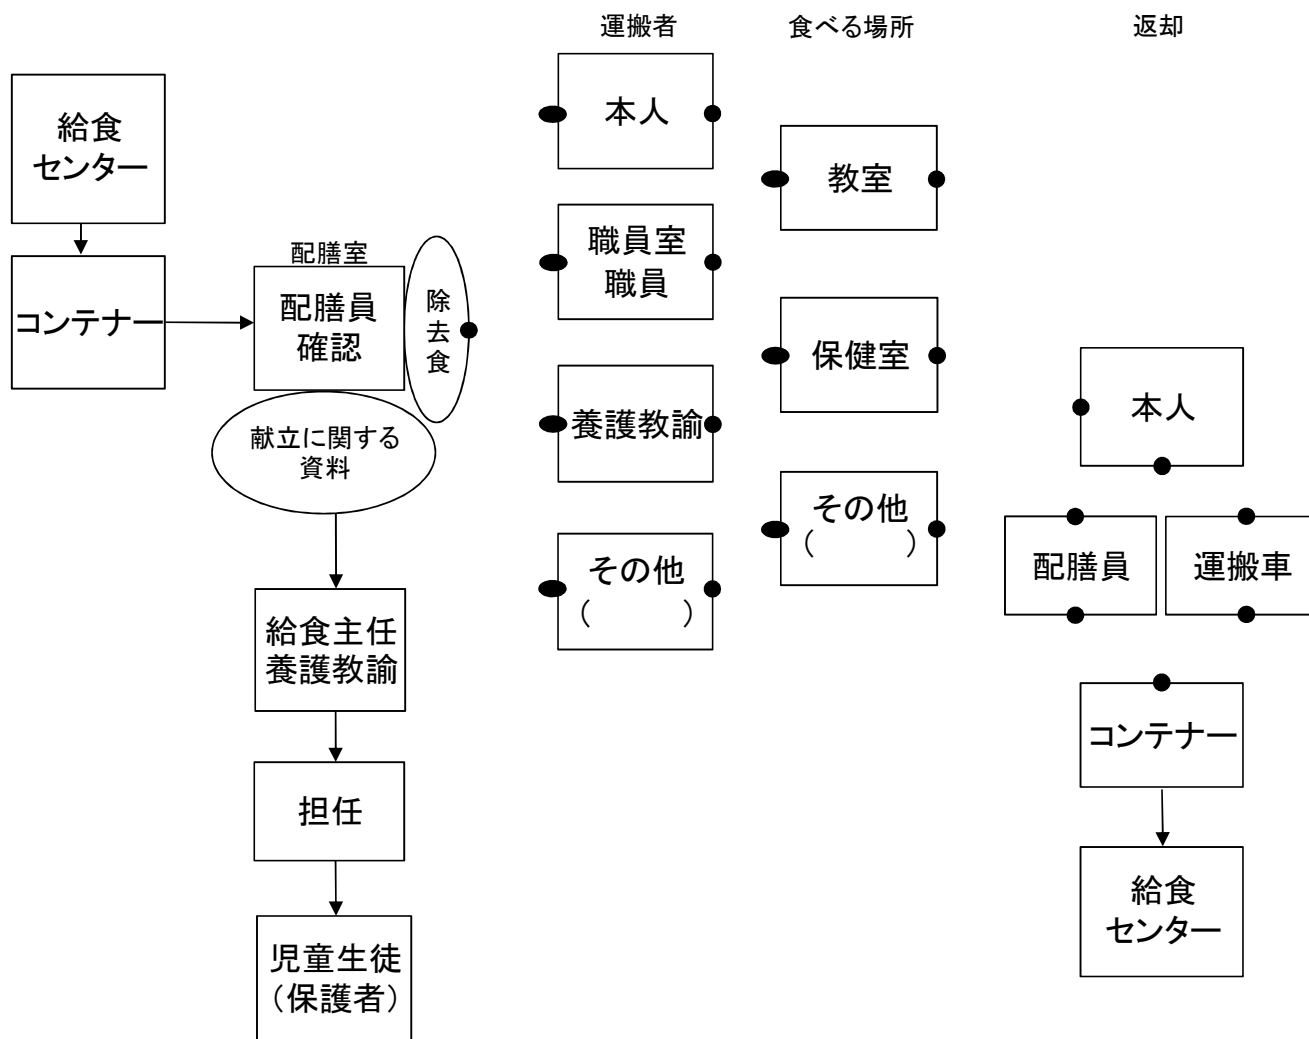 運搬者
食べる場所
返却
給食
センター
コンテナー
配膳室
配膳員
確認
除去食
献立に関する
資料
給食主任
養護教諭
担任
児童生徒
（保護者）
本人
職員室
職員
養護教諭
その他
（　　　）
教室
保健室
その他
（　　　）
本人
配膳員
運搬車
コンテナー
給食
センター